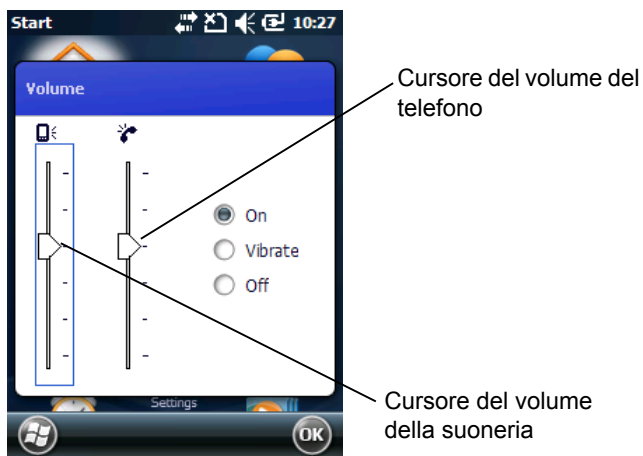 Start 10:27
Volume
On
Vibrate
Off
Settings
OK
Cursore del volume del
telefono
Cursore del volume
della suoneria